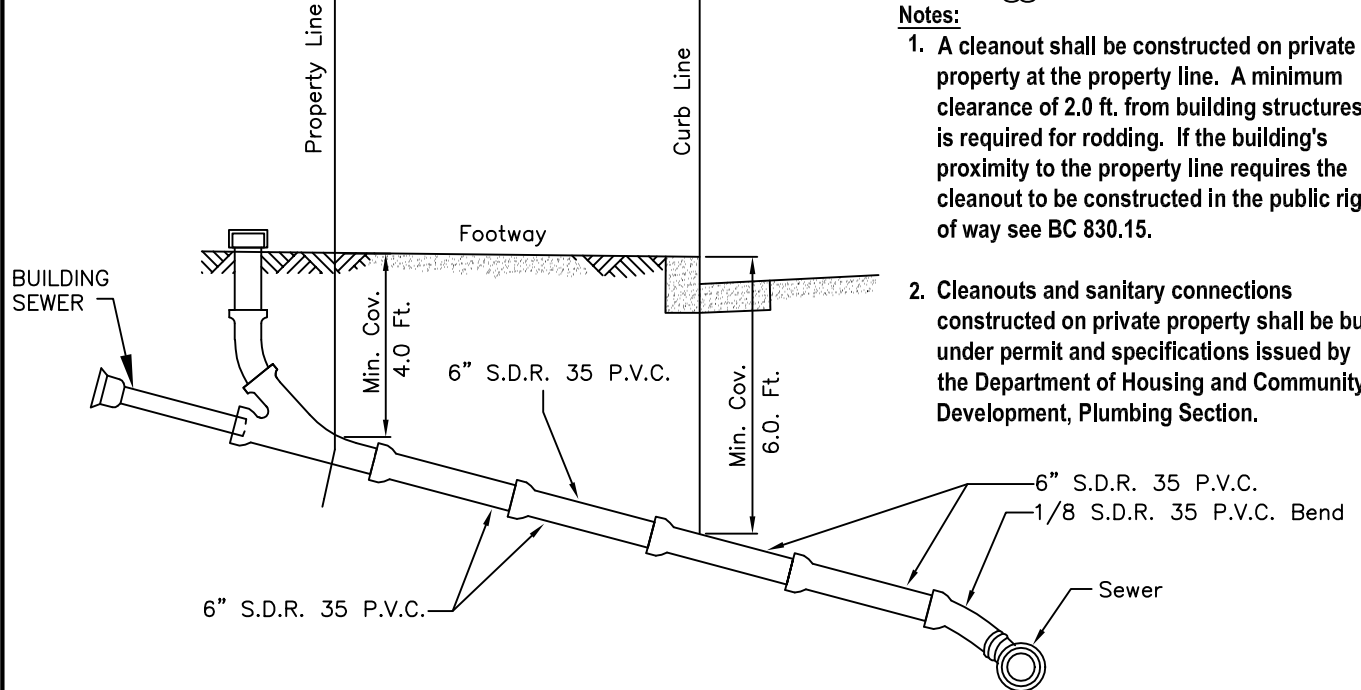 Property Line
Curb Line
Notes:
1. A cleanout shall be constructed on private
property at the property line. A minimum
clearance of 2.0 ft. from building structures
is required for rodding. If the building's
proximity to the property line requires the
cleanout to be constructed in the public rig
of way see BC 830.15.
2. Cleanouts and sanitary connections
constructed on private property shall be bu
under permit and specifications issued by
the Department of Housing and Community
Development, Plumbing Section.
Footway
BUILDING
SEWER
Min. Cov.
4.0 Ft.
6" S.D.R. 35 P.V.C.
Min. Cov.
6.0. Ft.
6" S.D.R. 35 P.V.C.
1/8 S.D.R. 35 P.V.C. Bend
Sewer
6" S.D.R. 35 P.V.C.